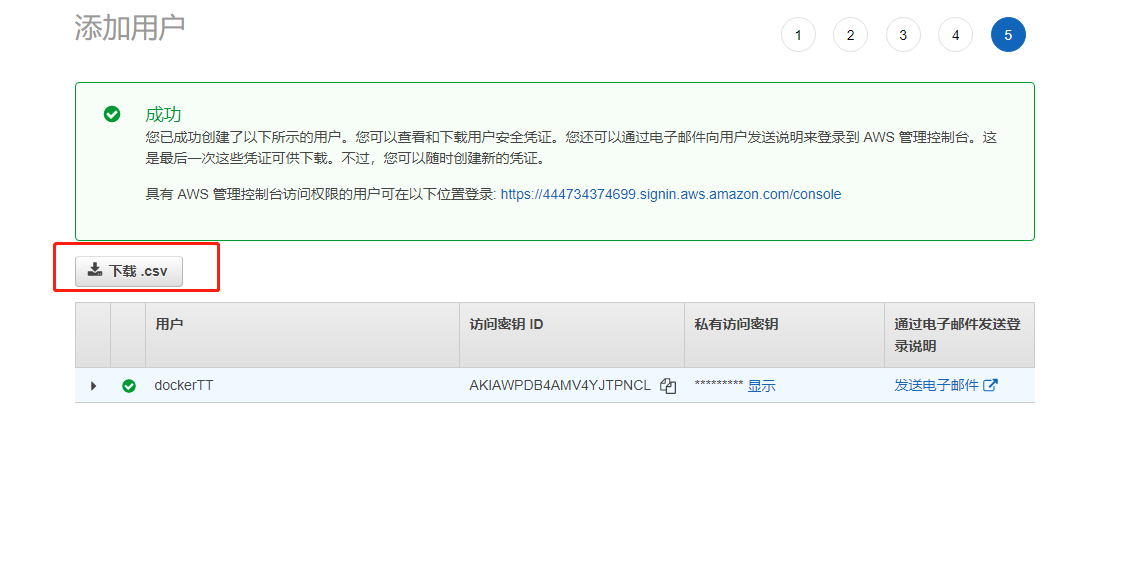 添加用户
1 2 3 4 5
成功
您已成功创建了以下所示的用户。您可以查看和下载用户安全凭证。您还可以通过电子邮件向用户发送说明来登录到 AWS 管理控制台。这
是最后一次这些凭证可供下载。不过，您可以随时创建新的凭证。
具有 AWS 管理控制台访问权限的用户可在以下位置登录: https://444734374699.signin.aws.amazon.com/console
下载 .csv
用户 访问密钥 ID 私有访问密钥 通过电子邮件发送登
录说明
dockerTT AKIAWPDB4AMV4YJTPNCL ********* 显示 发送电子邮件